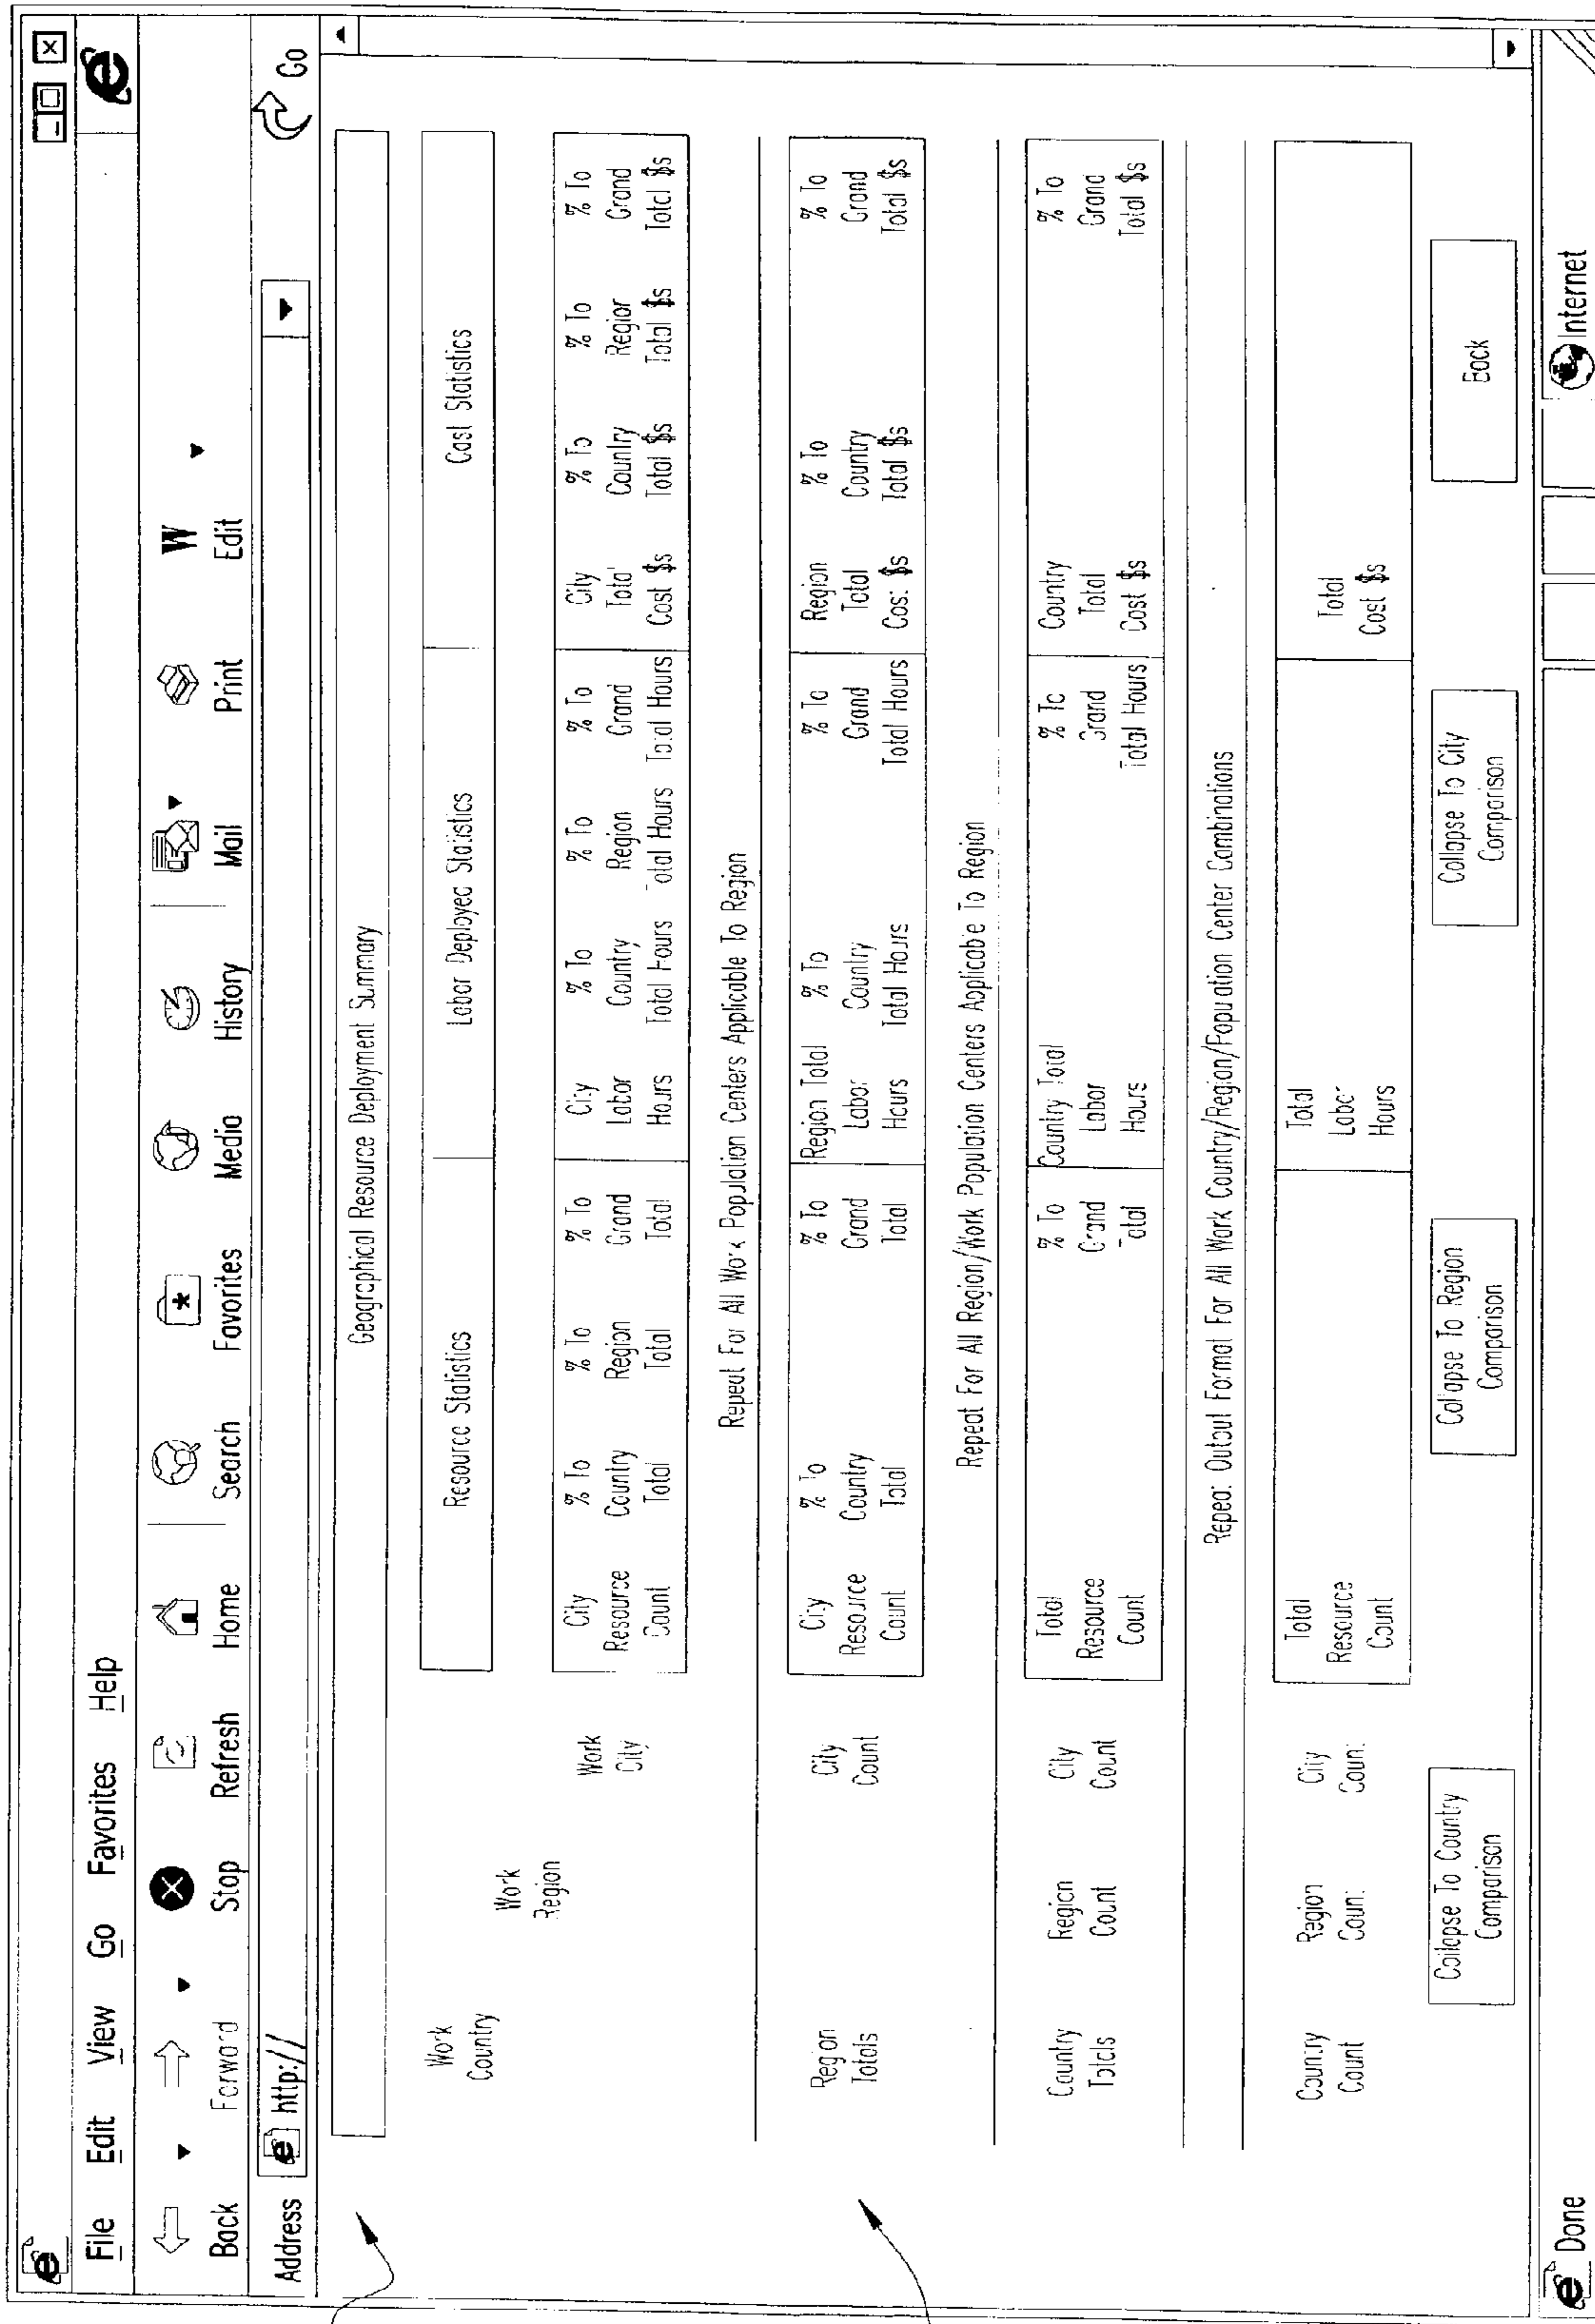 File Edit View Go Favorites Help
Back Forward Stop Refresh Home Search Favorites Media History Mail Print Edit
Address http:// Go
Geographical Resource Deployment Summary
Work Country
Work Region
Work City
Resource Statistics
Labor Deployed Statistics
Cost Statistics
City Resource Count
% To Country Total
% To Region Total
% To Grand Total
City Labor Hours
% To Country Total Hours
% To Region Total Hours
% To Grand Total Hours
City Total Cost $s
% To Country Total $s
% To Region Total $s
% To Grand Total $s
Repeat For All Work Population Centers Applicable To Region
Region Totals
City Count
City Resource Count
% To Country Total
% To Grand Total
Region Total Labor Hours
% To Country Total Hours
% To Grand Total Hours
Region Total Cost $s
% To Country Total $s
% To Grand Total $s
Repeat For All Region/Work Population Centers Applicable To Region
Country Totals
Region Count
City Count
Total Resource Count
% To Grand Total
Country Total Labor Hours
% To Grand Total Hours
Country Total Cost $s
% To Grand Total $s
Repeat Output Format For All Work Country/Region/Population Center Combinations
Country Count
Region Count
City Count
Total Resource Count
Total Labor Hours
Total Cost $s
Collapse To Country Comparison
Collapse To Region Comparison
Collapse To City Comparison
Back
Done
Internet